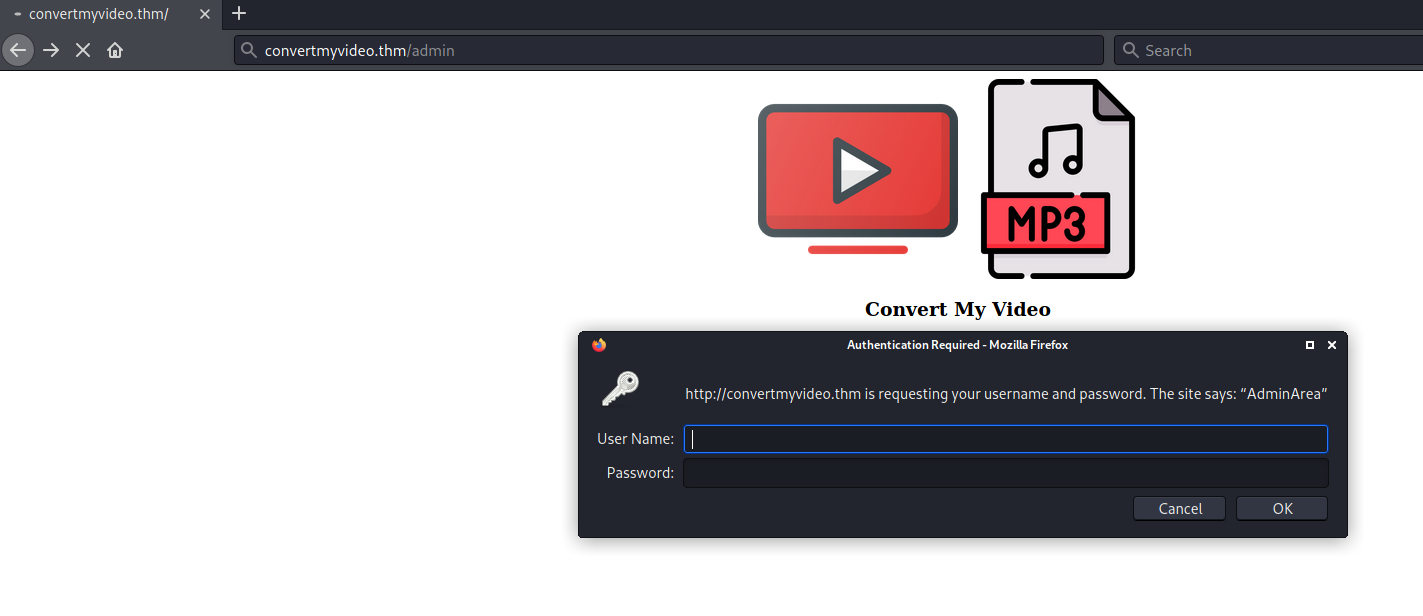 convertmyvideo.thm/
convertmyvideo.thm/admin
Search
MP3
Convert My Video
Authentication Required - Mozilla Firefox
http://convertmyvideo.thm is requesting your username and password. The site says: “AdminArea”
User Name:
Password:
Cancel OK